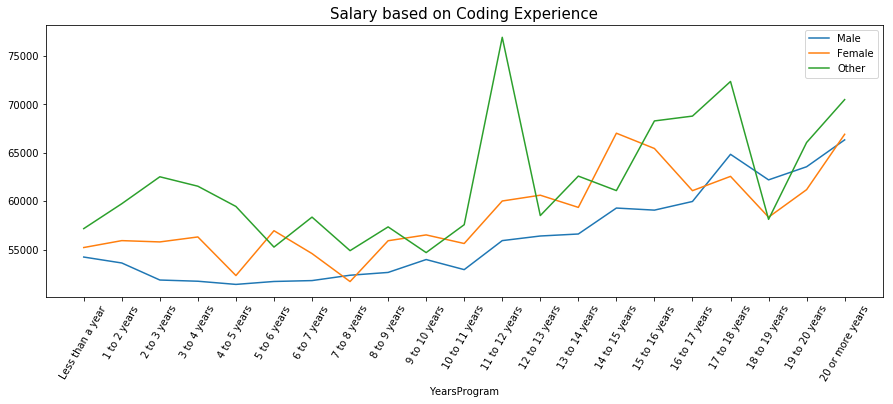 Salary based on Coding Experience
Male
Female
Other
75000
70000
65000
60000
55000
Less than a year
1 to 2 years
2 to 3 years
3 to 4 years
4 to 5 years
5 to 6 years
6 to 7 years
7 to 8 years
8 to 9 years
9 to 10 years
10 to 11 years
11 to 12 years
12 to 13 years
13 to 14 years
14 to 15 years
15 to 16 years
16 to 17 years
17 to 18 years
18 to 19 years
19 to 20 years
20 or more years
YearsProgram